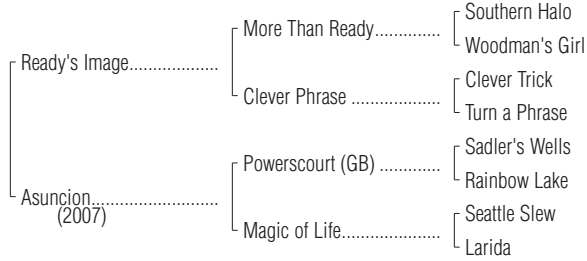 Southern Halo
More Than Ready..................
Woodman's Girl
Ready's Image....................
Clever Trick
Clever Phrase ....................
Turn a Phrase
Sadler's Wells
Powerscourt (GB) .............
Rainbow Lake
Asuncion............................
(2007)
Seattle Slew
Magic of Life......................
Larida